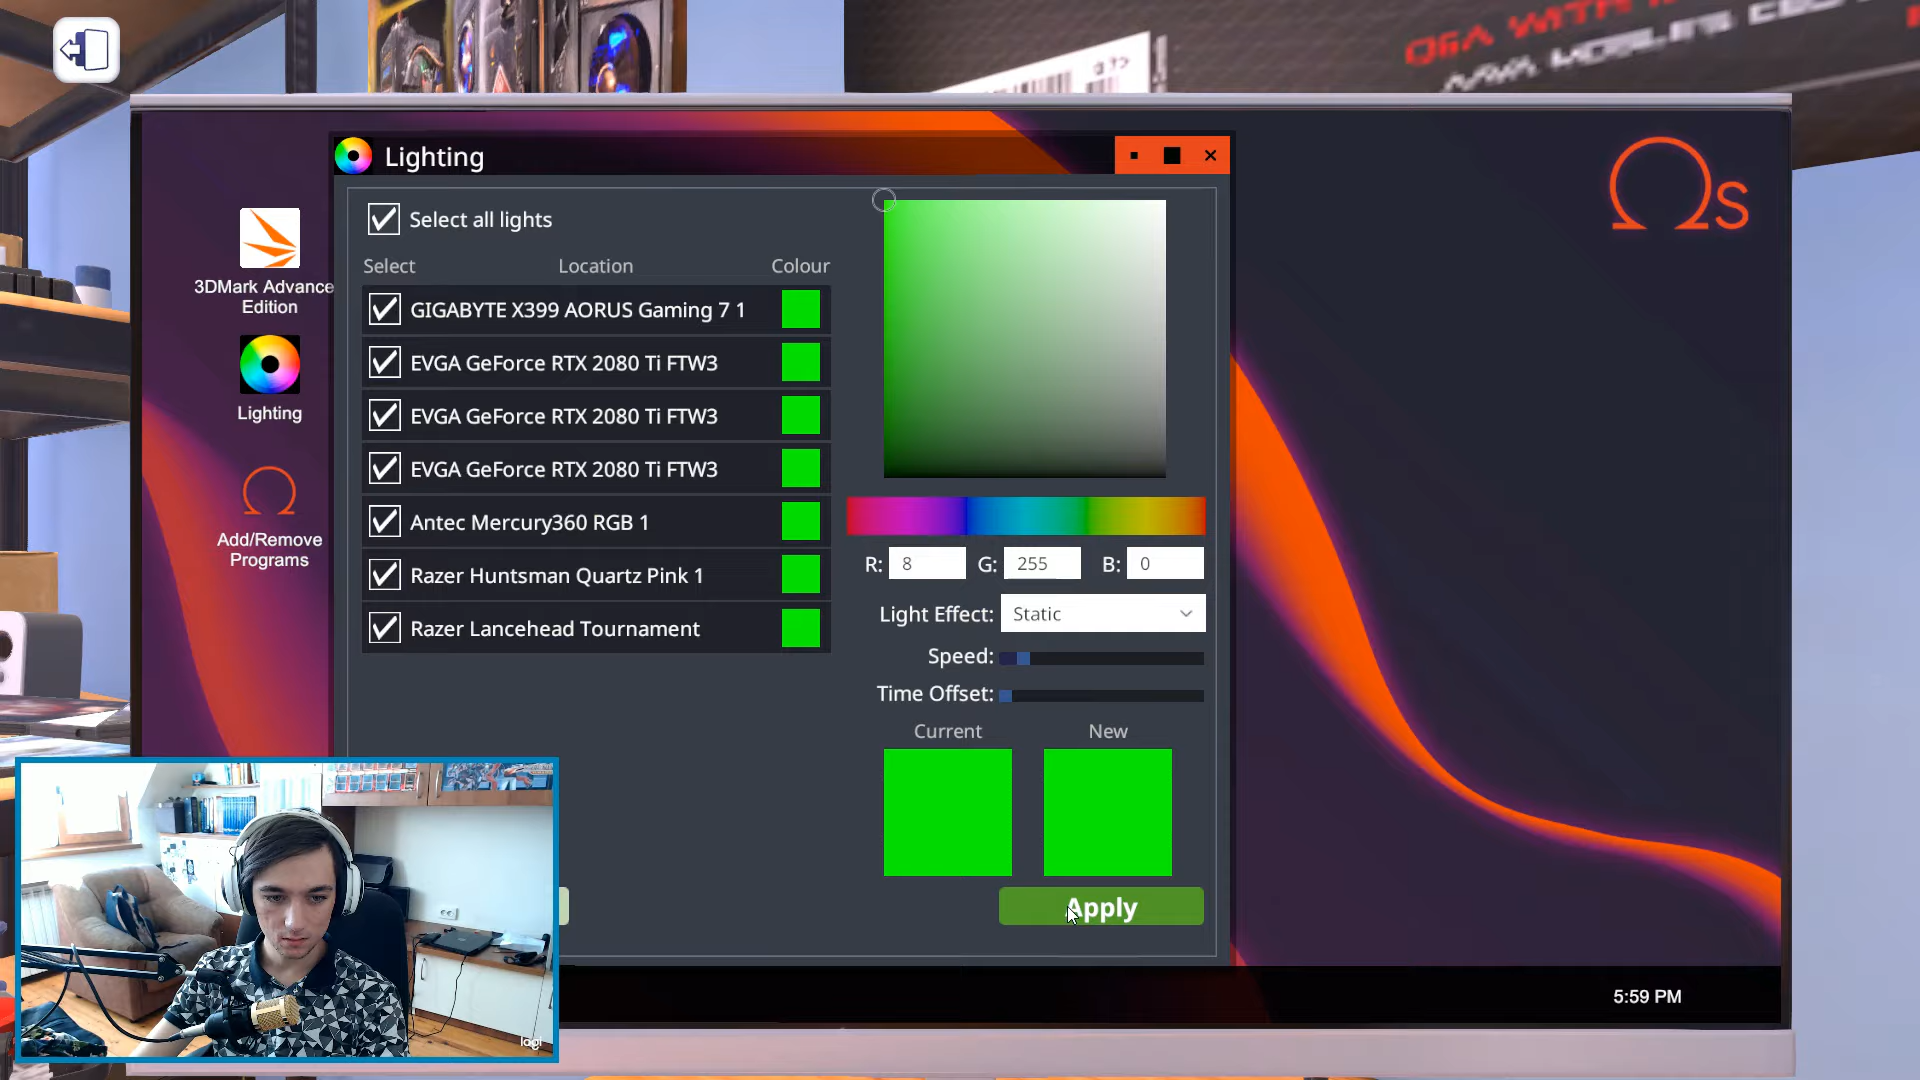 Q&A WITH
Lighting
Ωs
Select all lights
Select Location Colour
GIGABYTE X399 AORUS Gaming 7 1
EVGA GeForce RTX 2080 Ti FTW3
EVGA GeForce RTX 2080 Ti FTW3
EVGA GeForce RTX 2080 Ti FTW3
Antec Mercury360 RGB 1
Razer Huntsman Quartz Pink 1
Razer Lancehead Tournament
3DMark Advance
Edition
Lighting
Add/Remove
Programs
R: 8 G: 255 B: 0
Light Effect: Static
Speed:
Time Offset:
Current New
Apply
5:59 PM
logi